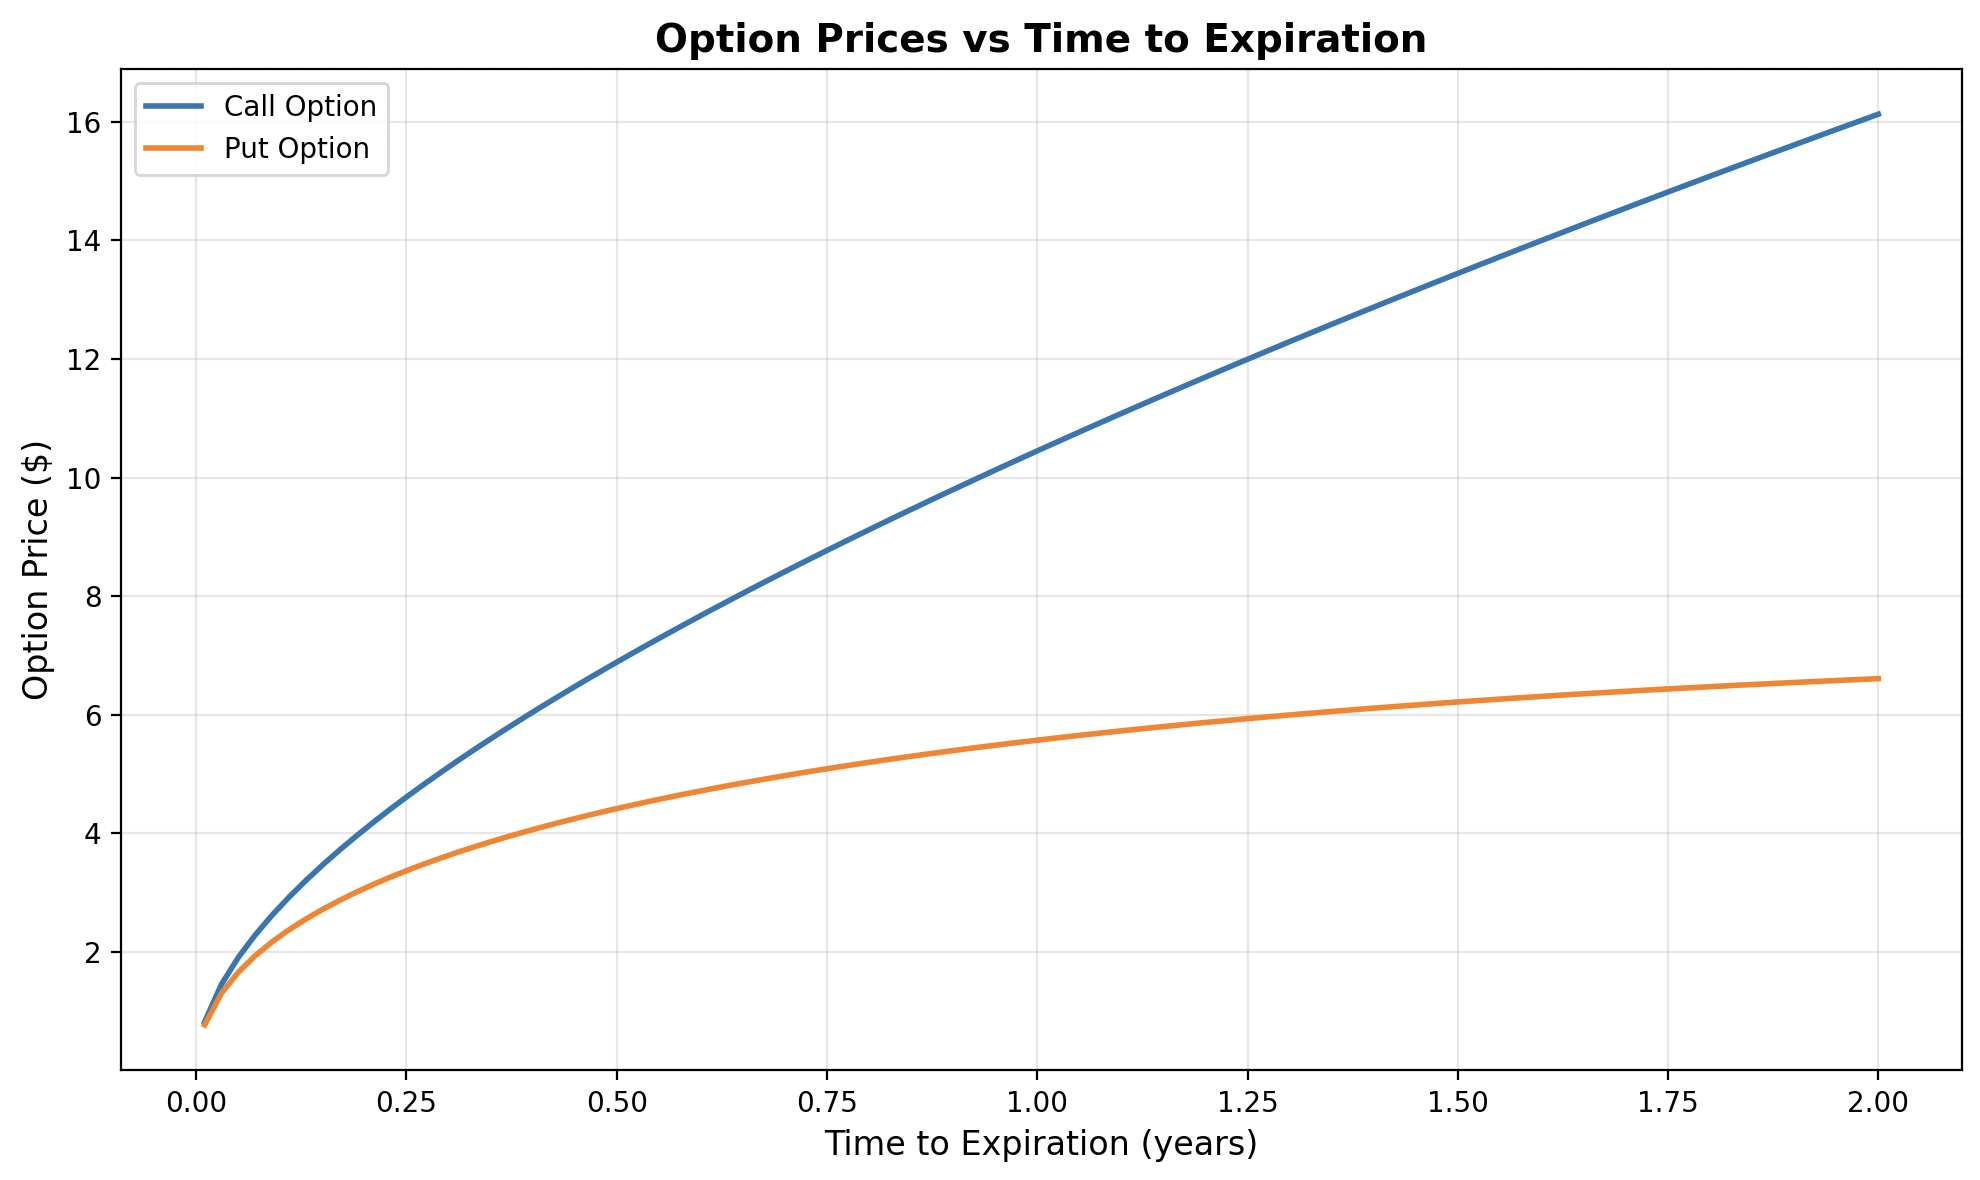 Option Prices vs Time to Expiration
Call Option
Put Option
Option Price ($)
16
14
12
10
8
6
4
2
0.00 0.25 0.50 0.75 1.00 1.25 1.50 1.75 2.00
Time to Expiration (years)